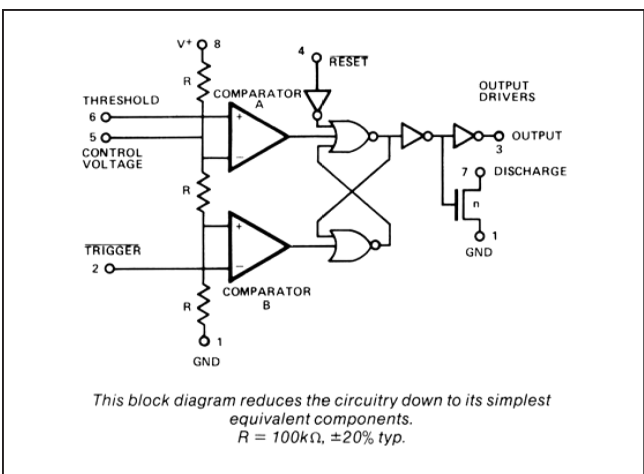 V+ 8
4
RESET
R
COMPARATOR
A
OUTPUT
DRIVERS
THRESHOLD
6
+
5
OUTPUT
3
CONTROL
VOLTAGE
−
7 DISCHARGE
R
n
+
1
GND
TRIGGER
2
−
COMPARATOR
B
R
1
GND
This block diagram reduces the circuitry down to its simplest
equivalent components.
R = 100kΩ, ±20% typ.